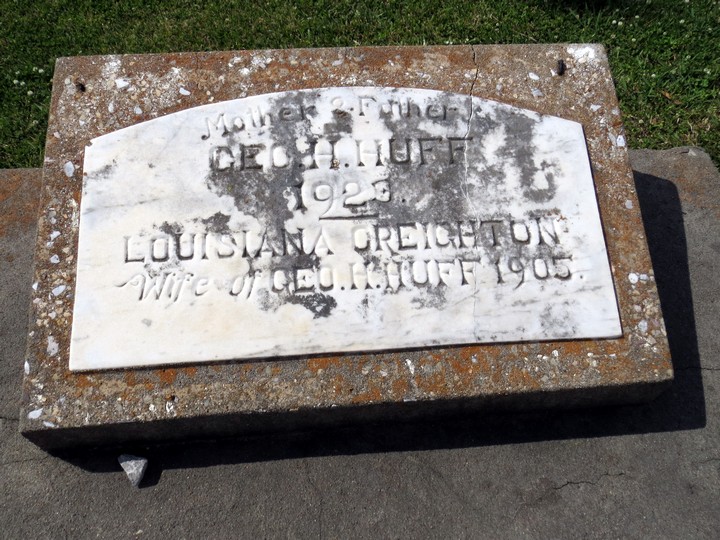 Mother & Father
GEO. H. HUFF
1923.
LOUISIANA CREIGHTON
Wife of GEO. H. HUFF 1905.